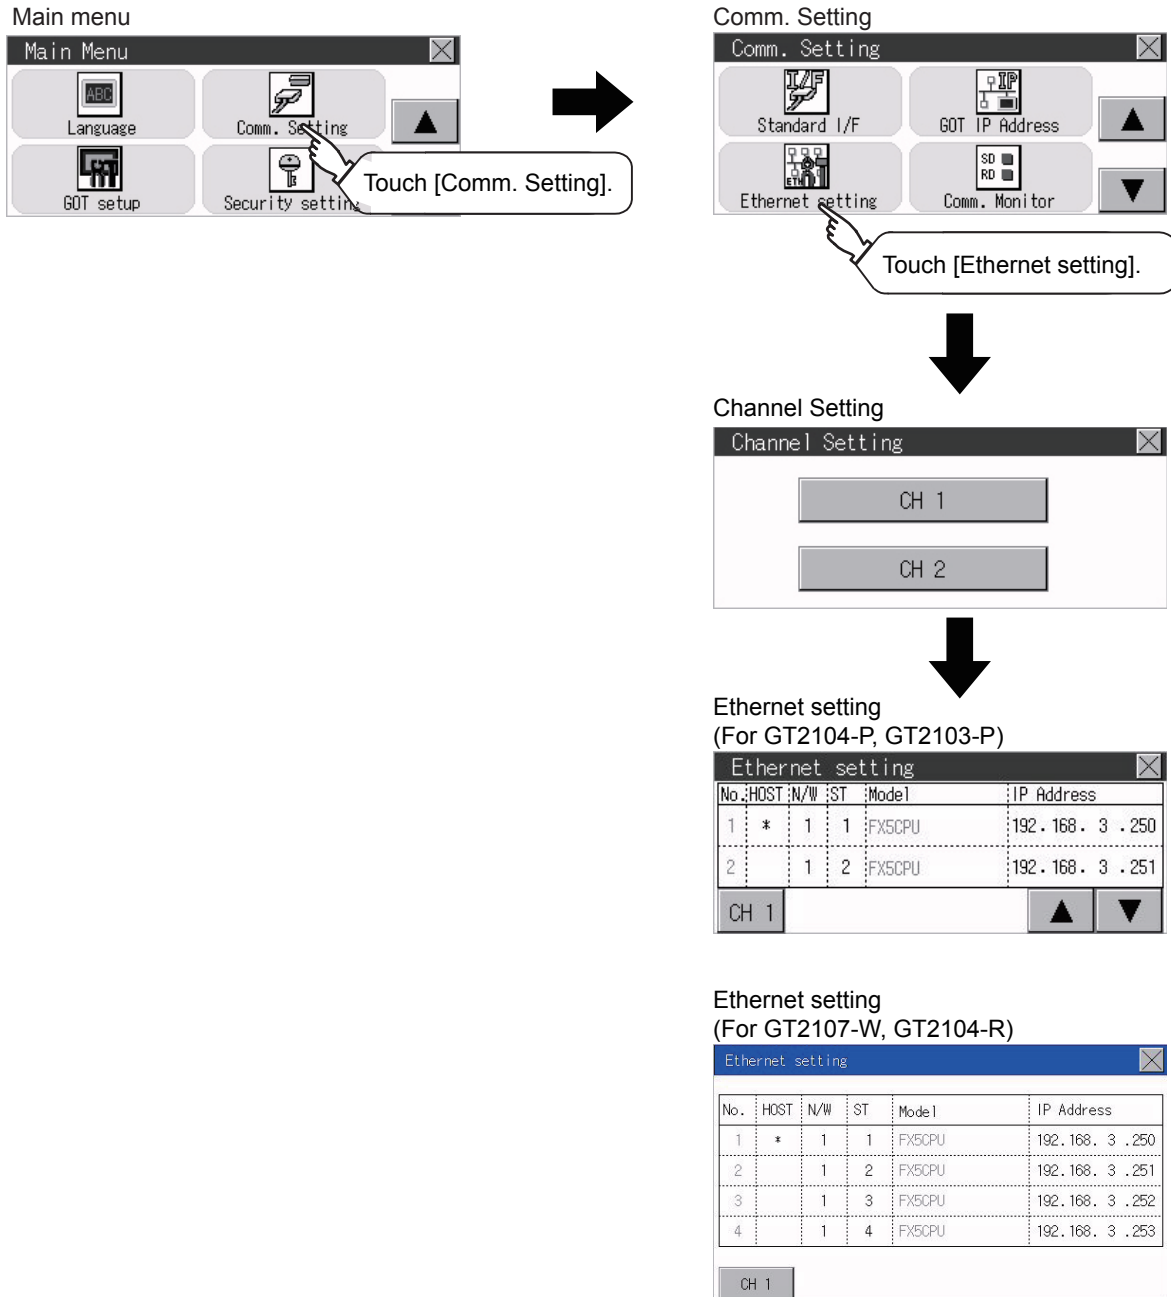 Main menu
Main Menu
ABC
Language
Comm. Setting
GOT setup
Security setting
Touch [Comm. Setting].
Comm. Setting
Comm. Setting
I/F
Standard I/F
IP
GOT IP Address
ETH
Ethernet setting
SD
RD
Comm. Monitor
Touch [Ethernet setting].
Channel Setting
Channel Setting
CH 1
CH 2
Ethernet setting
(For GT2104-P, GT2103-P)
Ethernet setting
No. HOST N/W ST Model IP Address
1 * 1 1 FX5CPU 192.168. 3 .250
2 1 2 FX5CPU 192.168. 3 .251
CH 1
Ethernet setting
(For GT2107-W, GT2104-R)
Ethernet setting
No. HOST N/W ST Model IP Address
1 * 1 1 FX5CPU 192.168. 3 .250
2 1 2 FX5CPU 192.168. 3 .251
3 1 3 FX5CPU 192.168. 3 .252
4 1 4 FX5CPU 192.168. 3 .253
CH 1